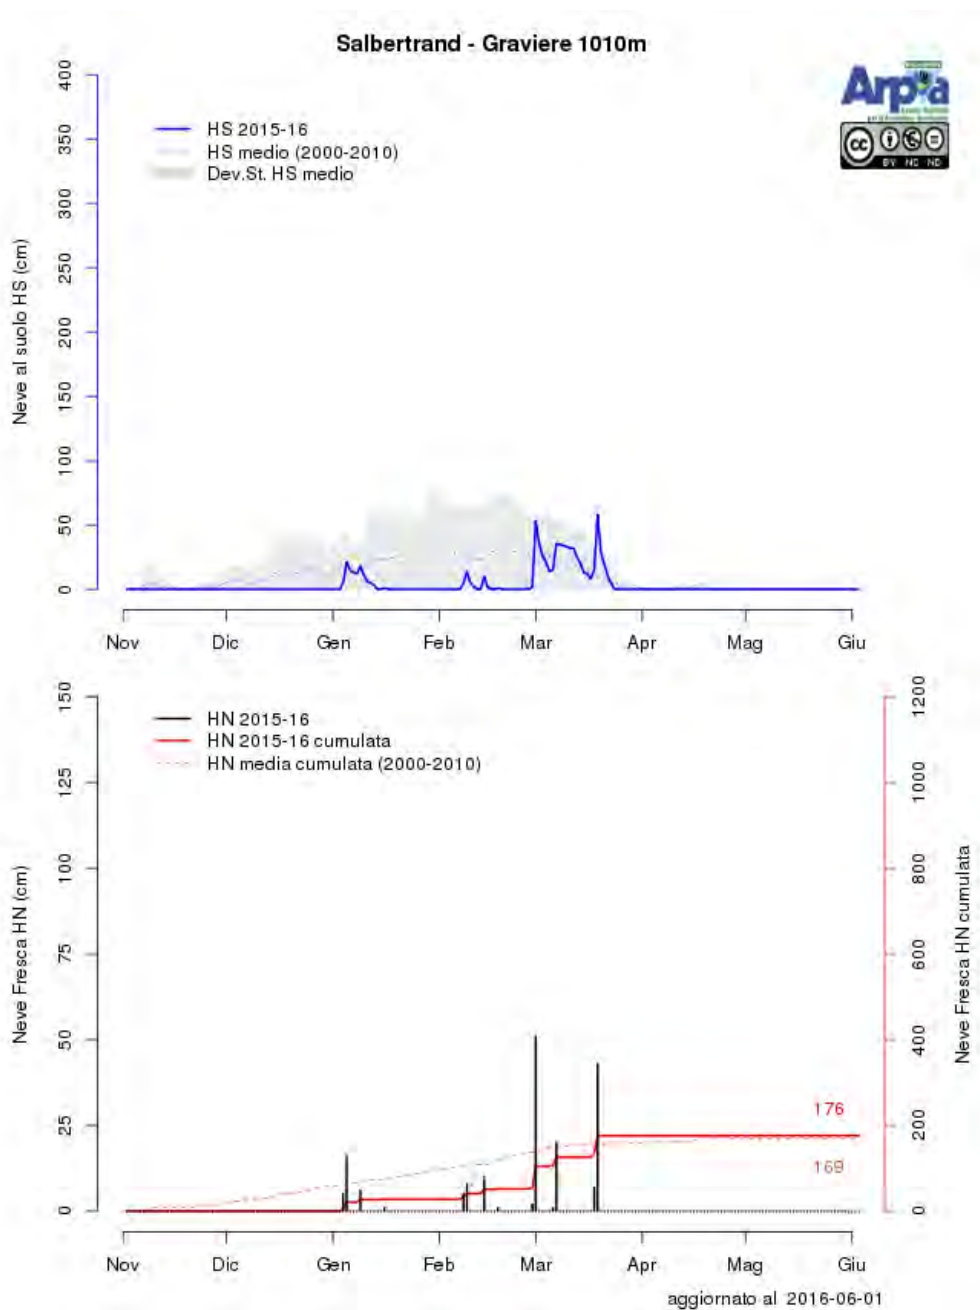 Salbertrand - Graviere 1010m
Arpa
cc
BY NC ND
HS 2015-16
HS medio (2000-2010)
Dev.St. HS medio
Neve al suolo HS (cm)
400
350
300
250
200
150
100
50
0
Nov Dic Gen Feb Mar Apr Mag Giu
HN 2015-16
HN 2015-16 cumulata
HN media cumulata (2000-2010)
Neve Fresca HN (cm)
150
125
100
75
50
25
0
Neve Fresca HN cumulata
1200
1000
800
600
400
200
0
176
169
Nov Dic Gen Feb Mar Apr Mag Giu
aggiornato al 2016-06-01